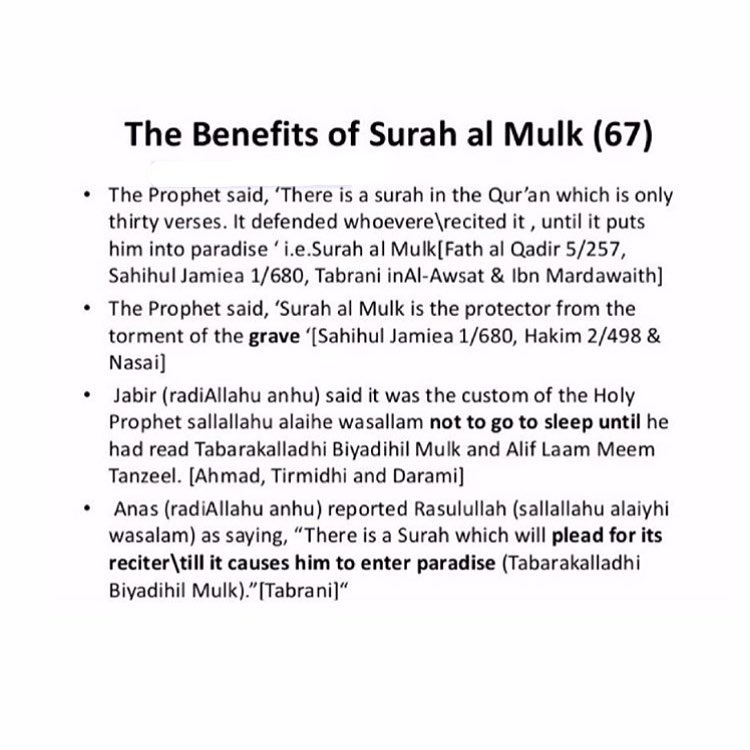 The Benefits of Surah al Mulk (67)
• The Prophet said, ‘There is a surah in the Qur’an which is only
thirty verses. It defended whoevere\recited it , until it puts
him into paradise ‘ i.e.Surah al Mulk[Fath al Qadir 5/257,
Sahihul Jamiea 1/680, Tabrani inAl-Awsat & Ibn Mardawaith]
• The Prophet said, ‘Surah al Mulk is the protector from the
torment of the grave ‘[Sahihul Jamiea 1/680, Hakim 2/498 &
Nasai]
• Jabir (radiAllahu anhu) said it was the custom of the Holy
Prophet sallallahu alaihe wasallam not to go to sleep until he
had read Tabarakalladhi Biyadihil Mulk and Alif Laam Meem
Tanzeel. [Ahmad, Tirmidhi and Darami]
• Anas (radiAllahu anhu) reported Rasulullah (sallallahu alaiyhi
wasalam) as saying, “There is a Surah which will plead for its
reciter\till it causes him to enter paradise (Tabarakalladhi
Biyadihil Mulk).”[Tabrani]“